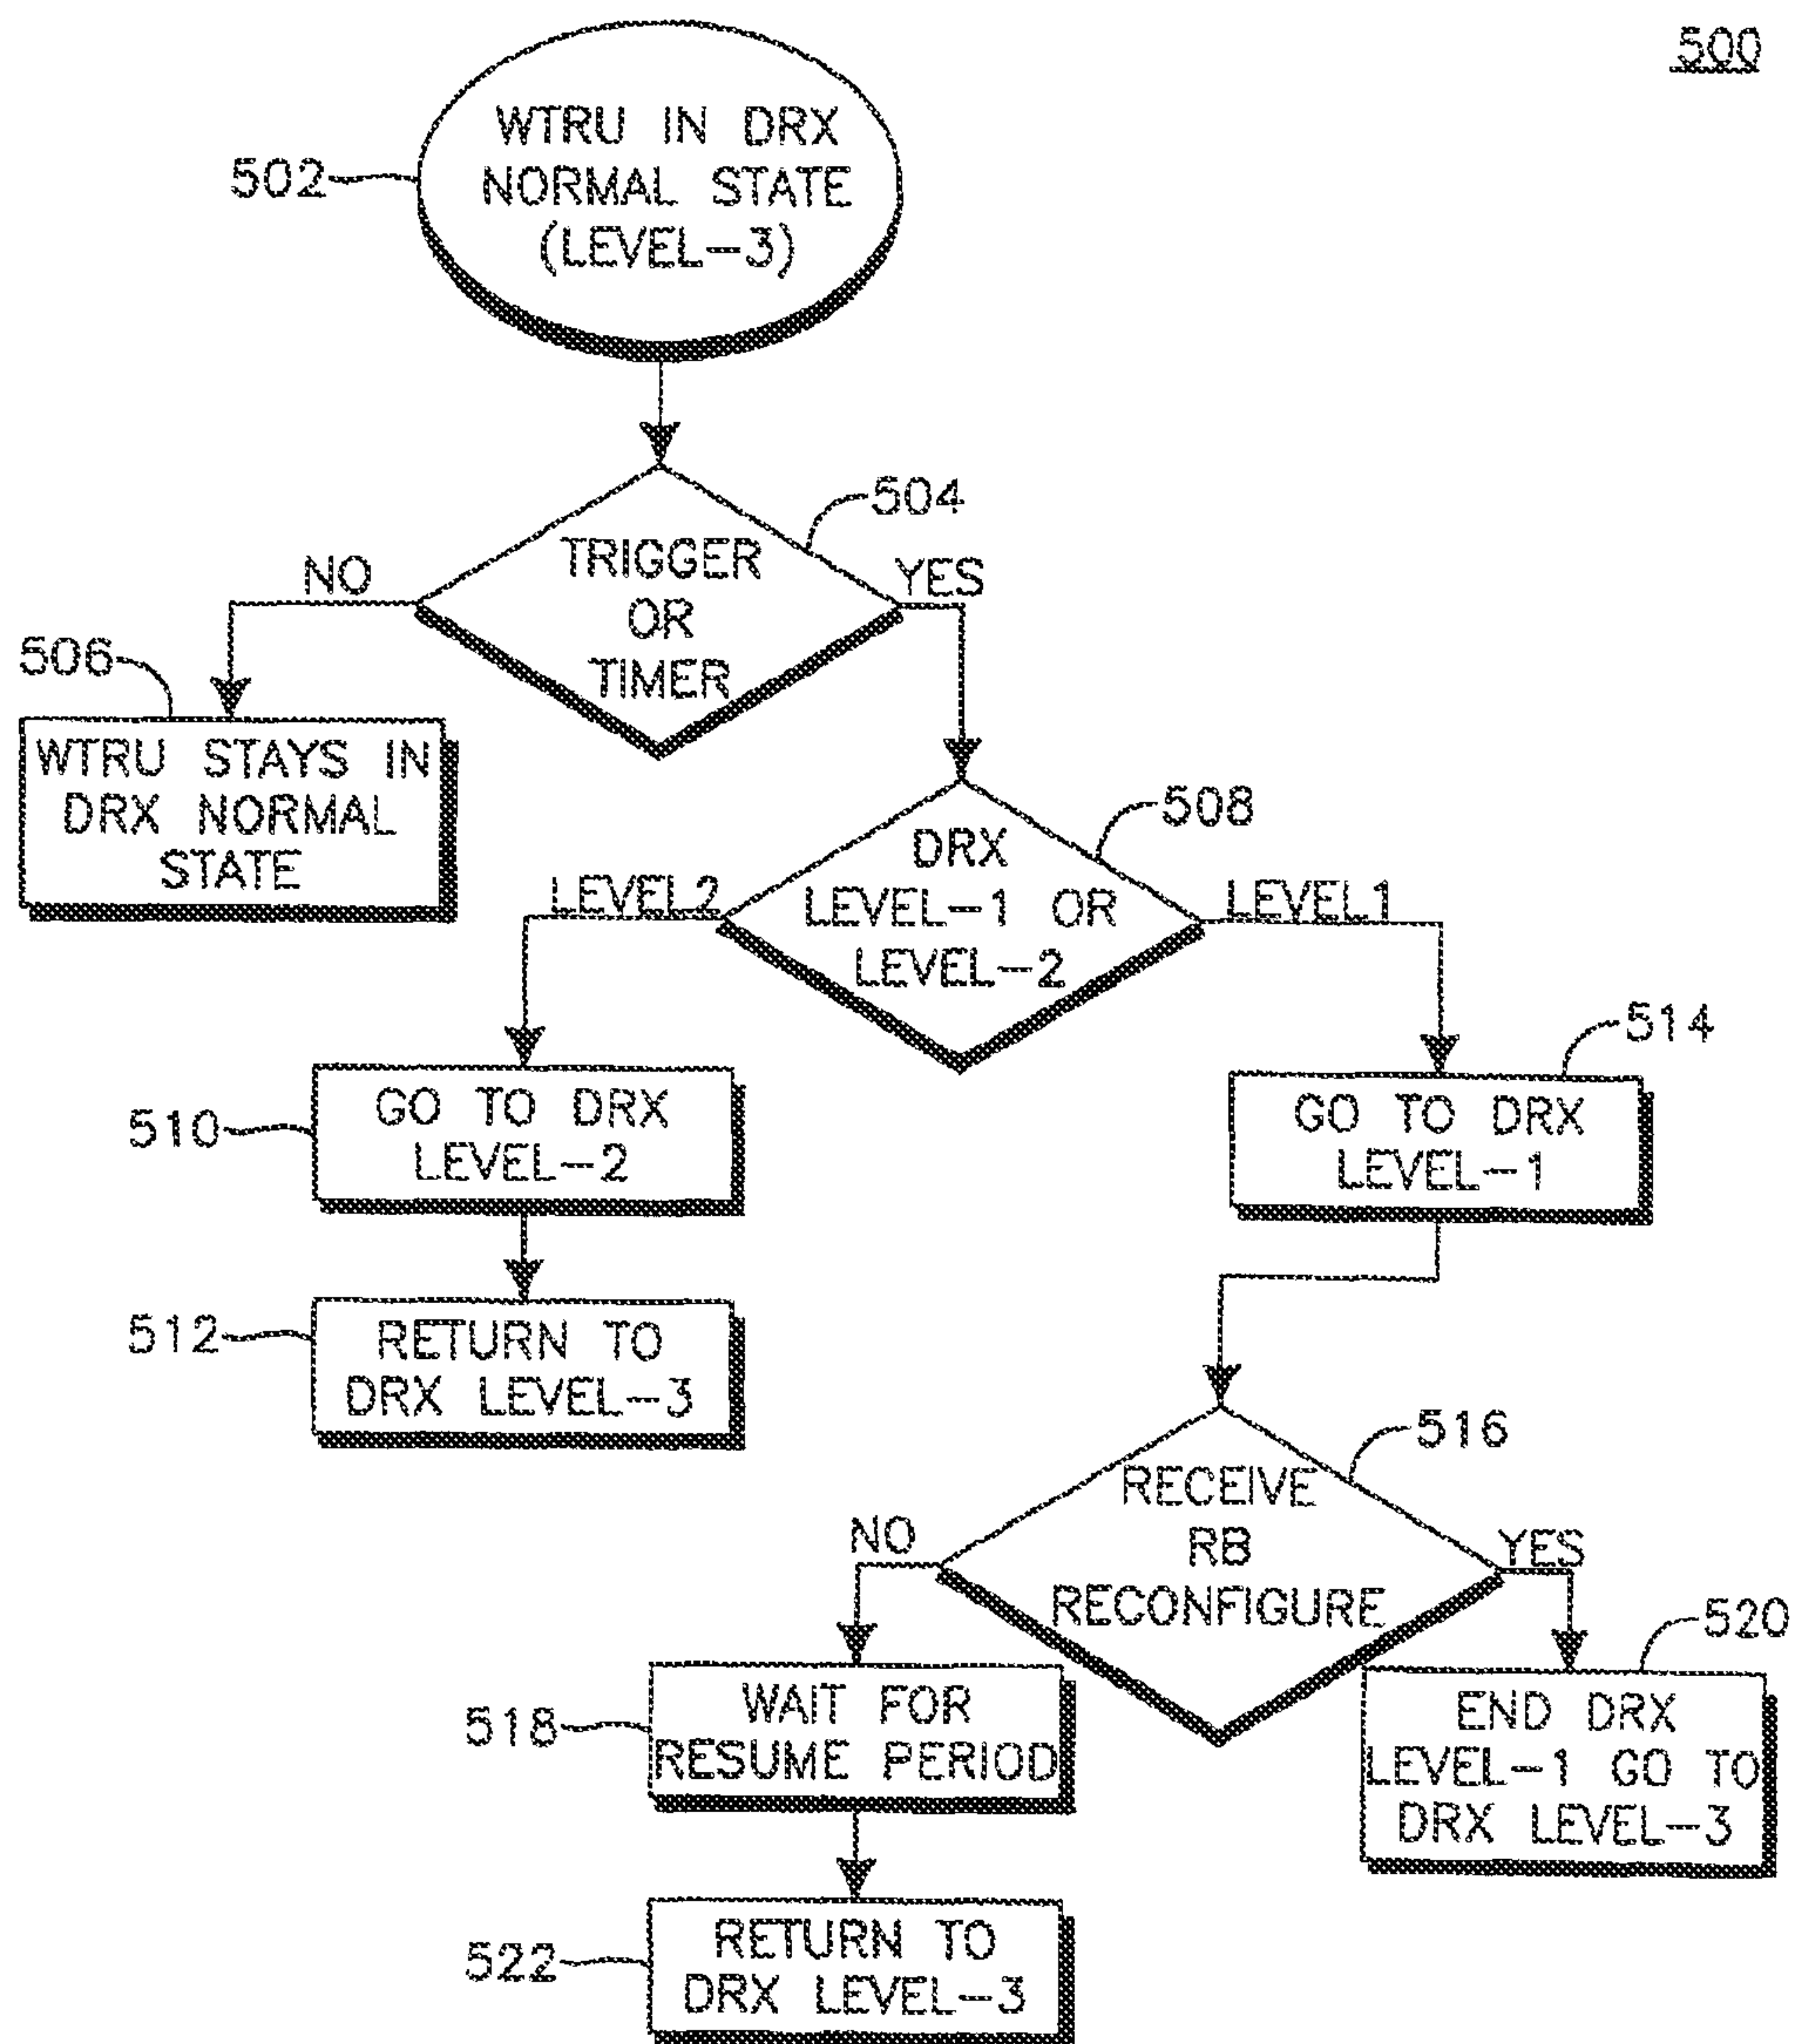 500
WTRU IN DRX
NORMAL STATE
(LEVEL-3)
502
504
TRIGGER
OR
TIMER
NO
YES
506
WTRU STAYS IN
DRX NORMAL
STATE
508
DRX
LEVEL-1 OR
LEVEL-2
LEVEL2
LEVEL1
510
GO TO DRX
LEVEL-2
514
GO TO DRX
LEVEL-1
512
RETURN TO
DRX LEVEL-3
516
RECEIVE
RB
RECONFIGURE
NO
YES
518
WAIT FOR
RESUME PERIOD
520
END DRX
LEVEL-1 GO TO
DRX LEVEL-3
522
RETURN TO
DRX LEVEL-3